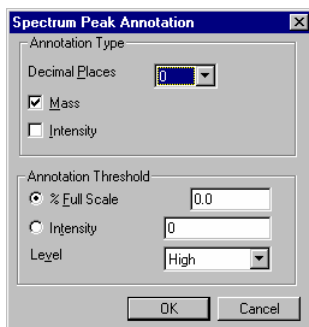 Spectrum Peak Annotation
Annotation Type
Decimal Places 0
Mass
Intensity
Annotation Threshold
% Full Scale 0.0
Intensity 0
Level High
OK Cancel